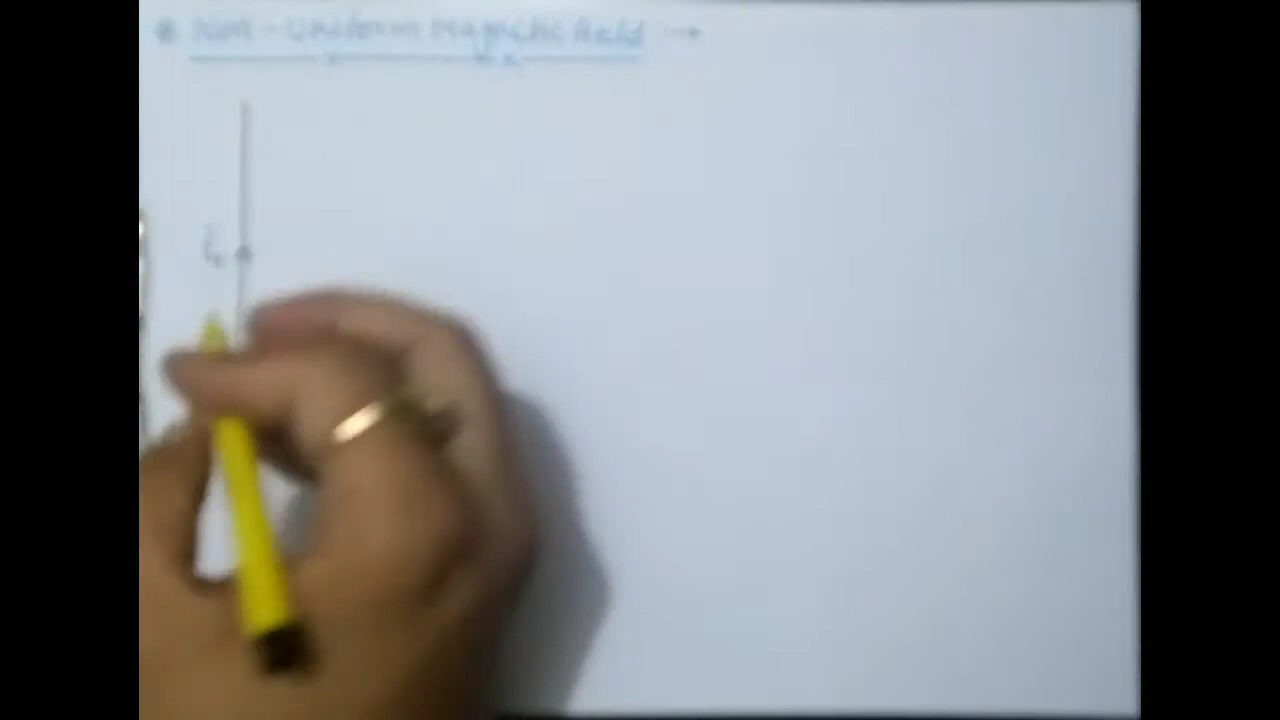 Non-Uniform Magnetic field →
i